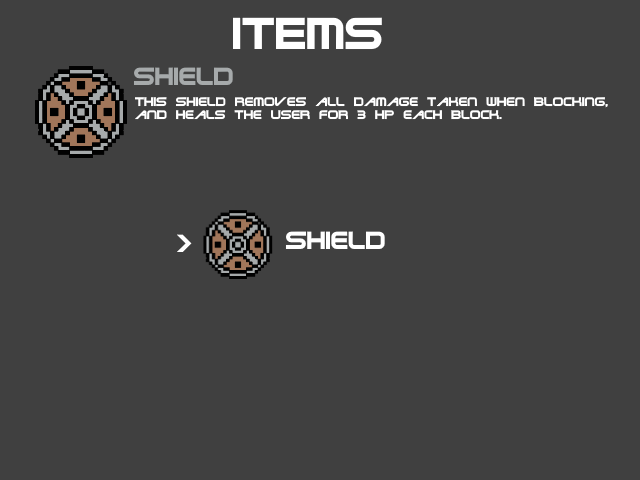 ITEMS
SHIELD
THIS SHIELD REMOVES ALL DAMAGE TAKEN WHEN BLOCKING,
AND HEALS THE USER FOR 3 HP EACH BLOCK.
> SHIELD